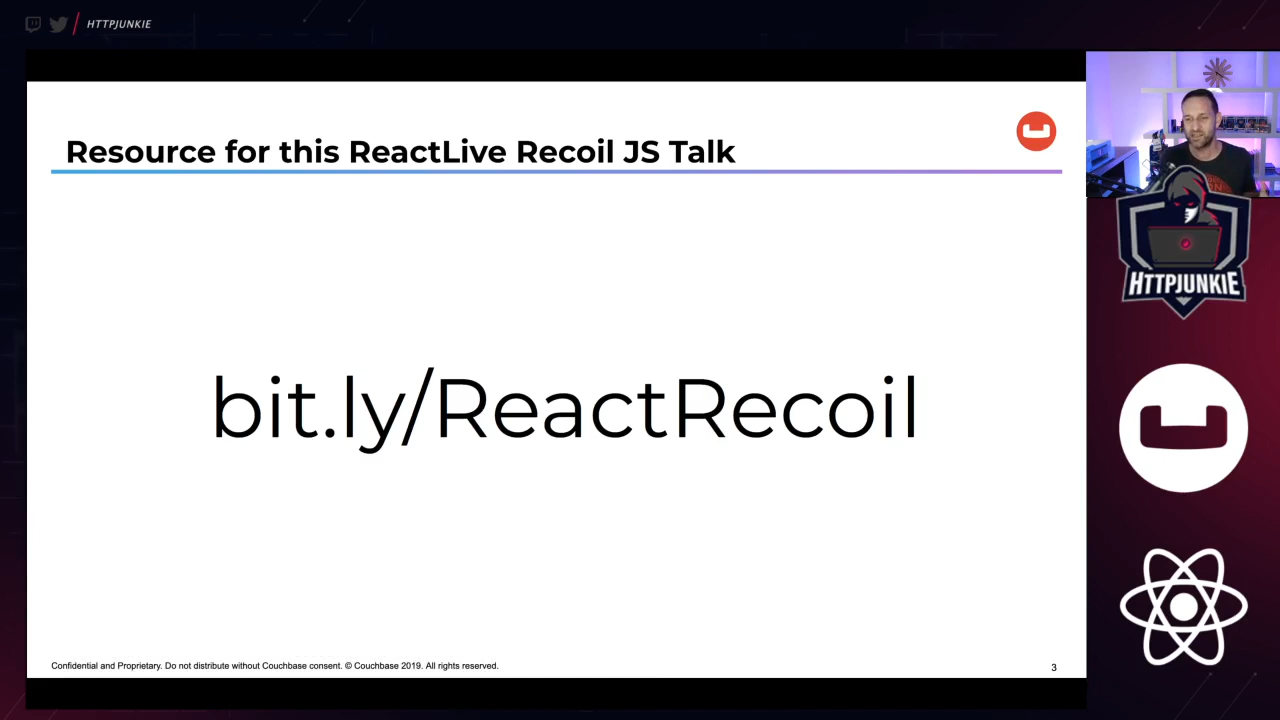 HTTPJUNKIE
Resource for this ReactLive Recoil JS Talk
bit.ly/ReactRecoil
HTTPJUNKIE
Confidential and Proprietary. Do not distribute without Couchbase consent. © Couchbase 2019. All rights reserved.
3